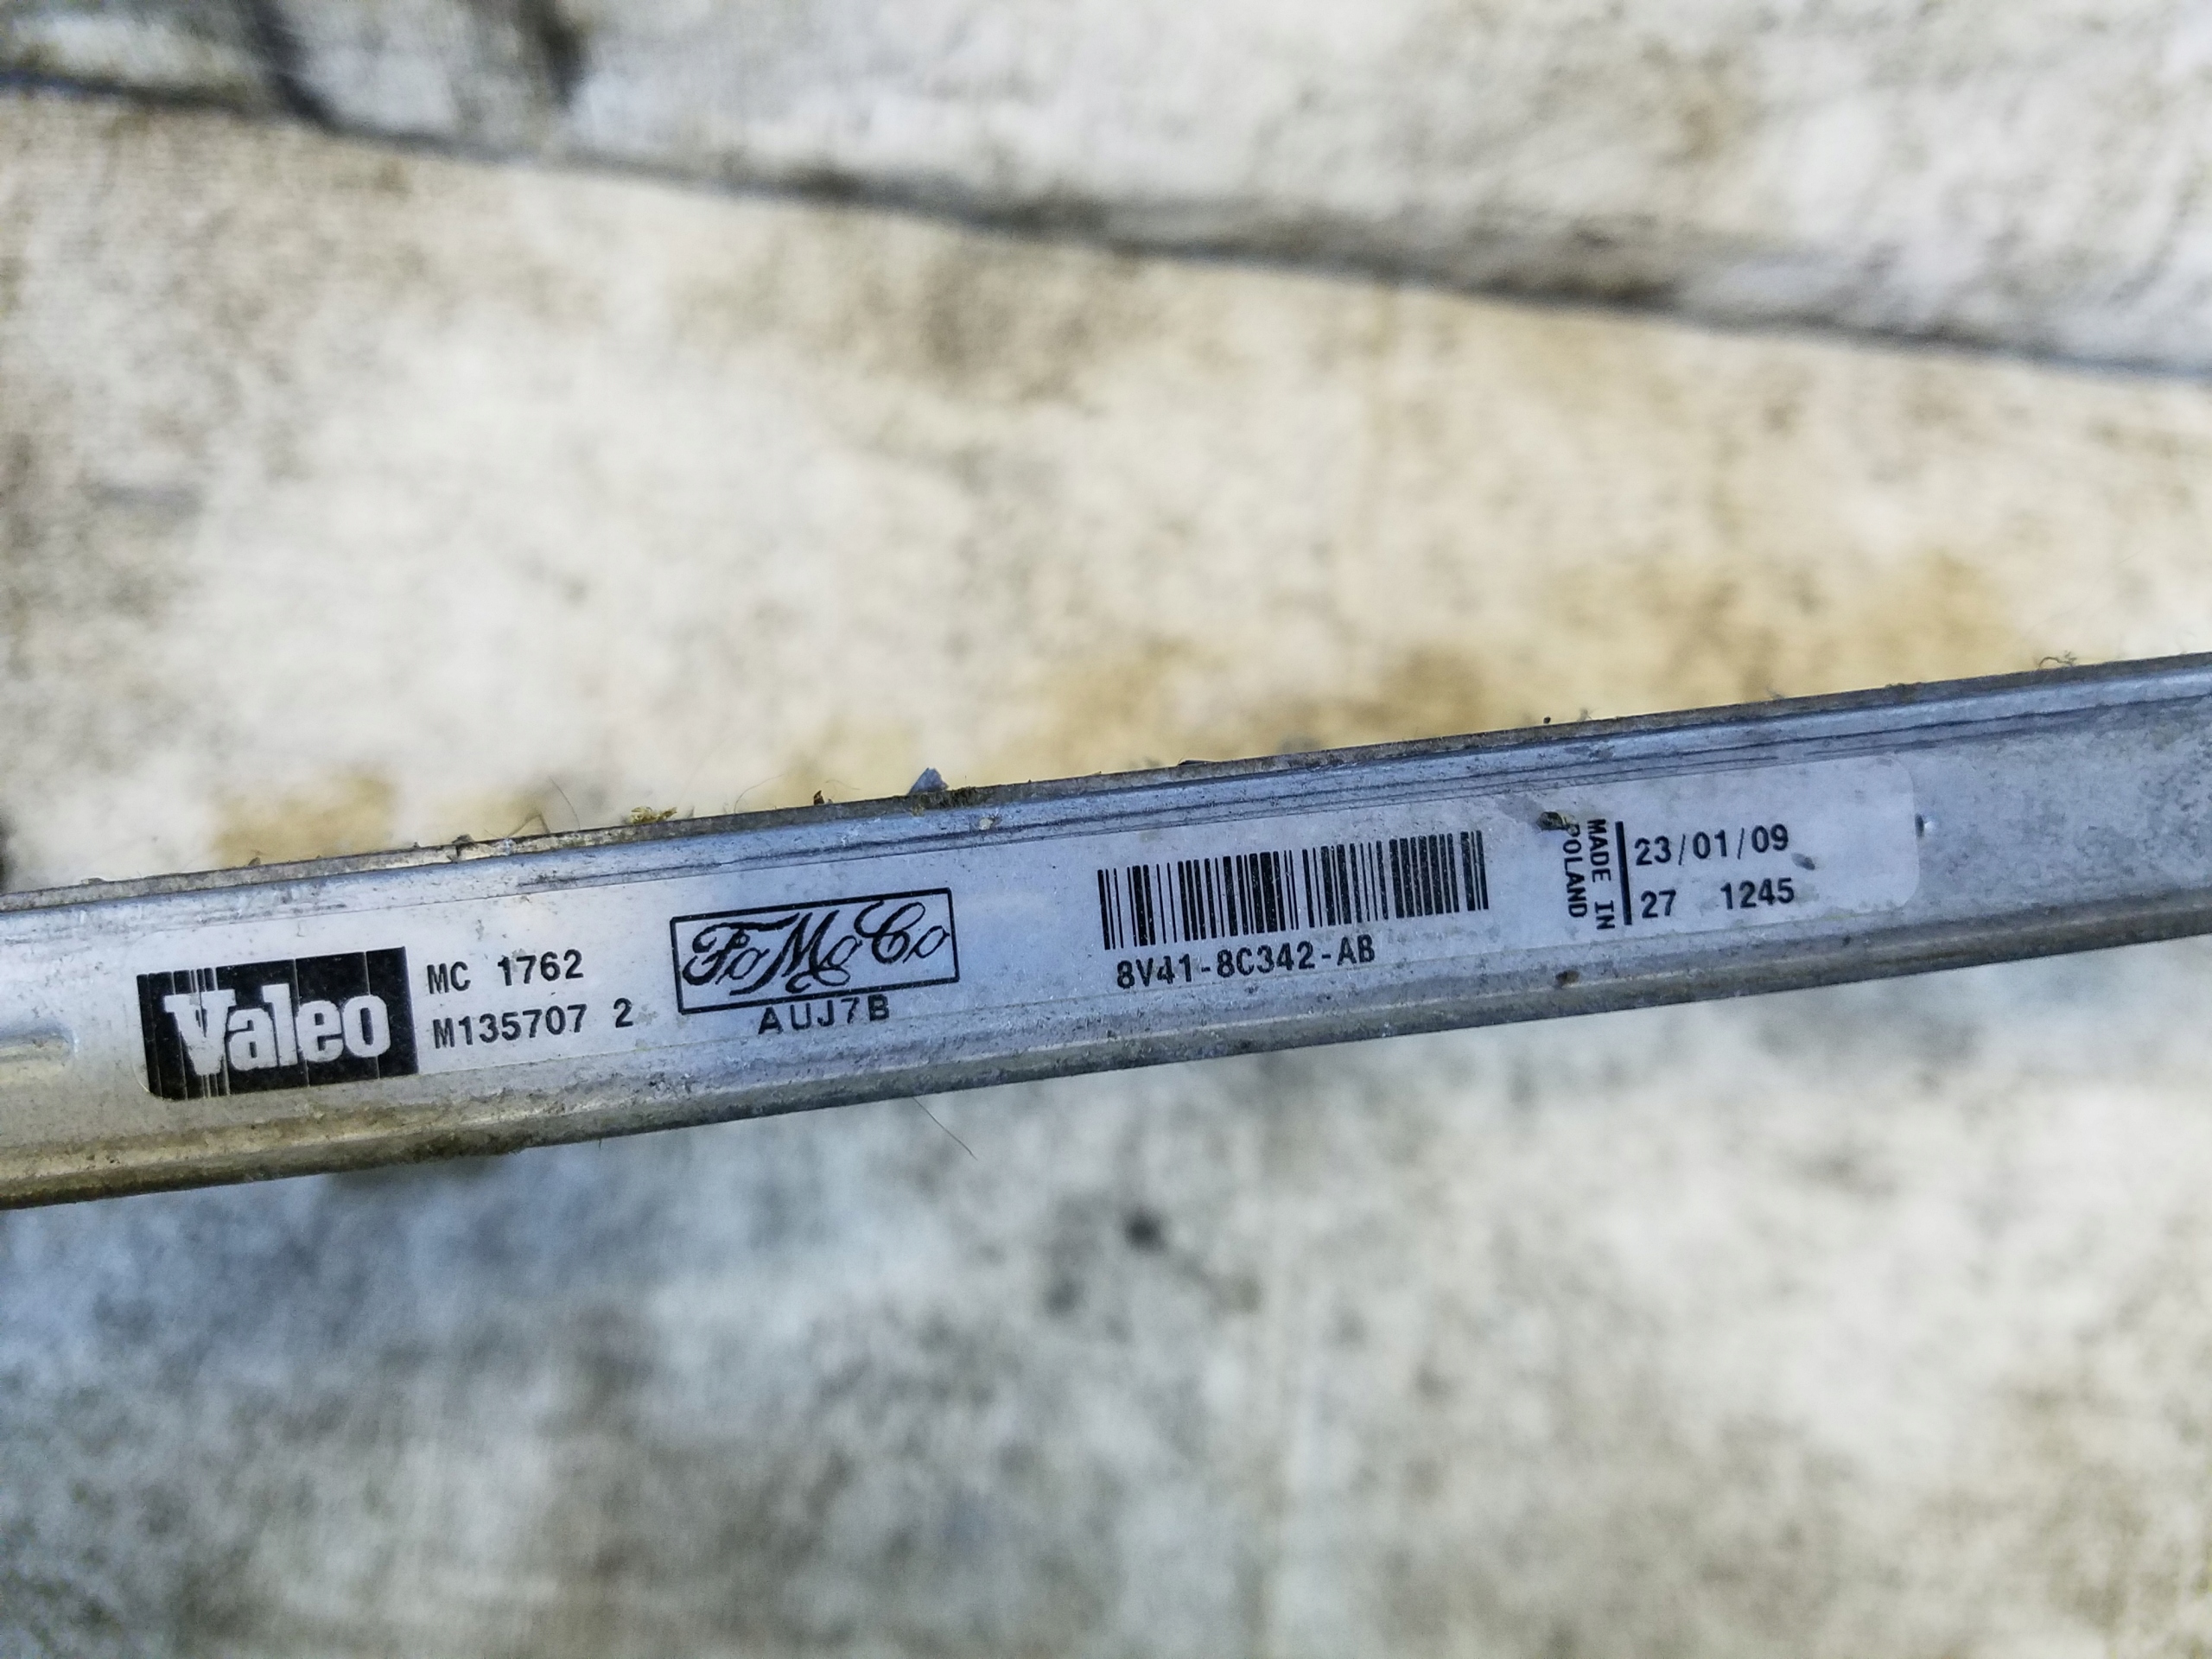 Valeo
MC 1762
M135707 2
FoMoCo
AUJ7B
8V41-8C342-AB
MADE IN
POLAND
23/01/09
27 1245